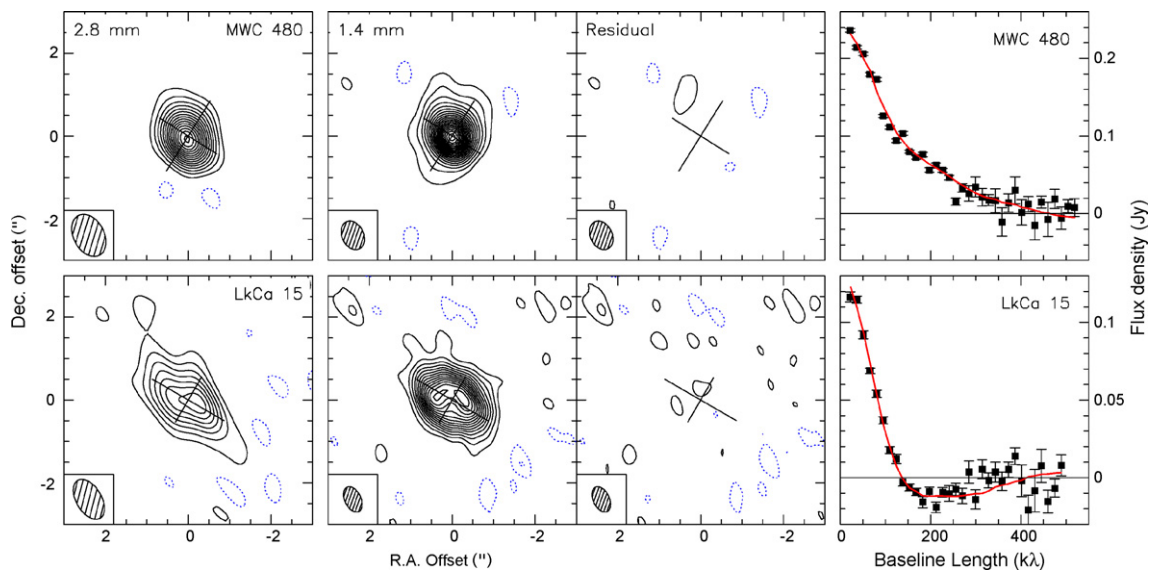 2.8 mm MWC 480
1.4 mm
Residual
MWC 480
2
0
-2
0.2
0.1
0
LkCa 15
LkCa 15
2
0
-2
0.1
0.05
0
2 0 -2
2 0 -2
2 0 -2
0 200 400
Dec. offset (")
R.A. Offset (")
Baseline Length (kλ)
Flux density (Jy)